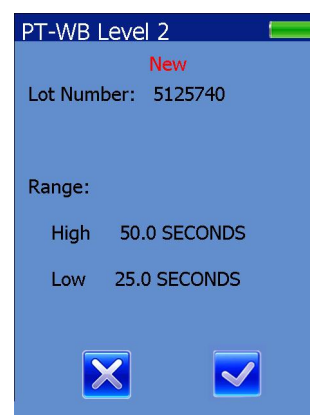 PT-WB Level 2
New
Lot Number: 5125740
Range:
High 50.0 SECONDS
Low 25.0 SECONDS